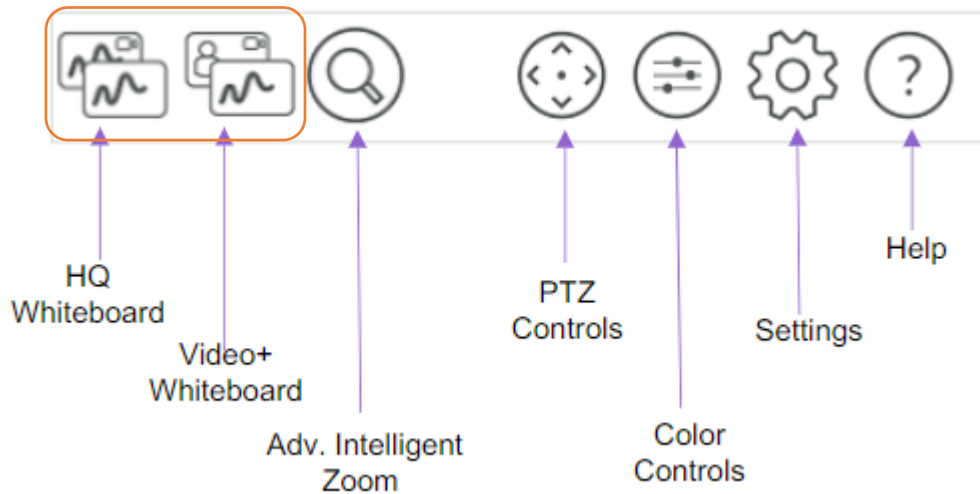 ?
HQ
Whiteboard
Video+
Whiteboard
Adv. Intelligent
Zoom
PTZ
Controls
Color
Controls
Settings
Help